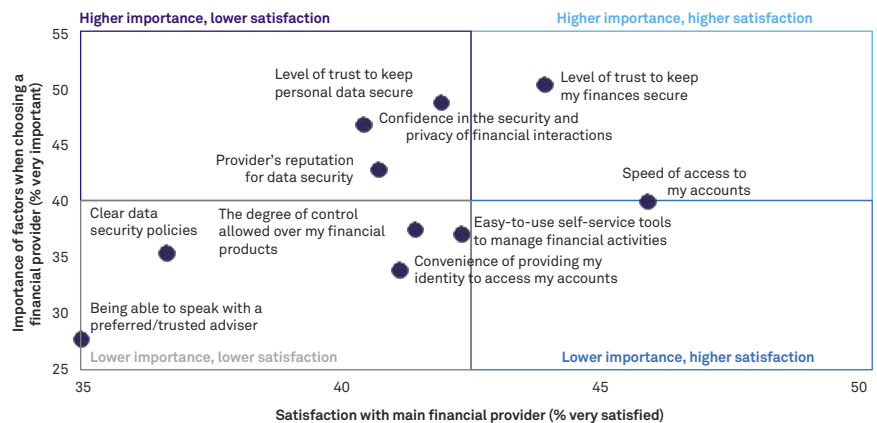 Higher importance, lower satisfaction
Higher importance, higher satisfaction
Importance of factors when choosing a
financial provider (% very important)
55
50
45
40
35
30
25
Level of trust to keep
personal data secure
Level of trust to keep
my finances secure
Confidence in the security and
privacy of financial interactions
Provider's reputation
for data security
Speed of access to
my accounts
Clear data
security policies
The degree of control
allowed over my financial
products
Easy-to-use self-service tools
to manage financial activities
Convenience of providing my
identity to access my accounts
Being able to speak with a
preferred/trusted adviser
Lower importance, lower satisfaction
Lower importance, higher satisfaction
35
40
45
50
Satisfaction with main financial provider (% very satisfied)